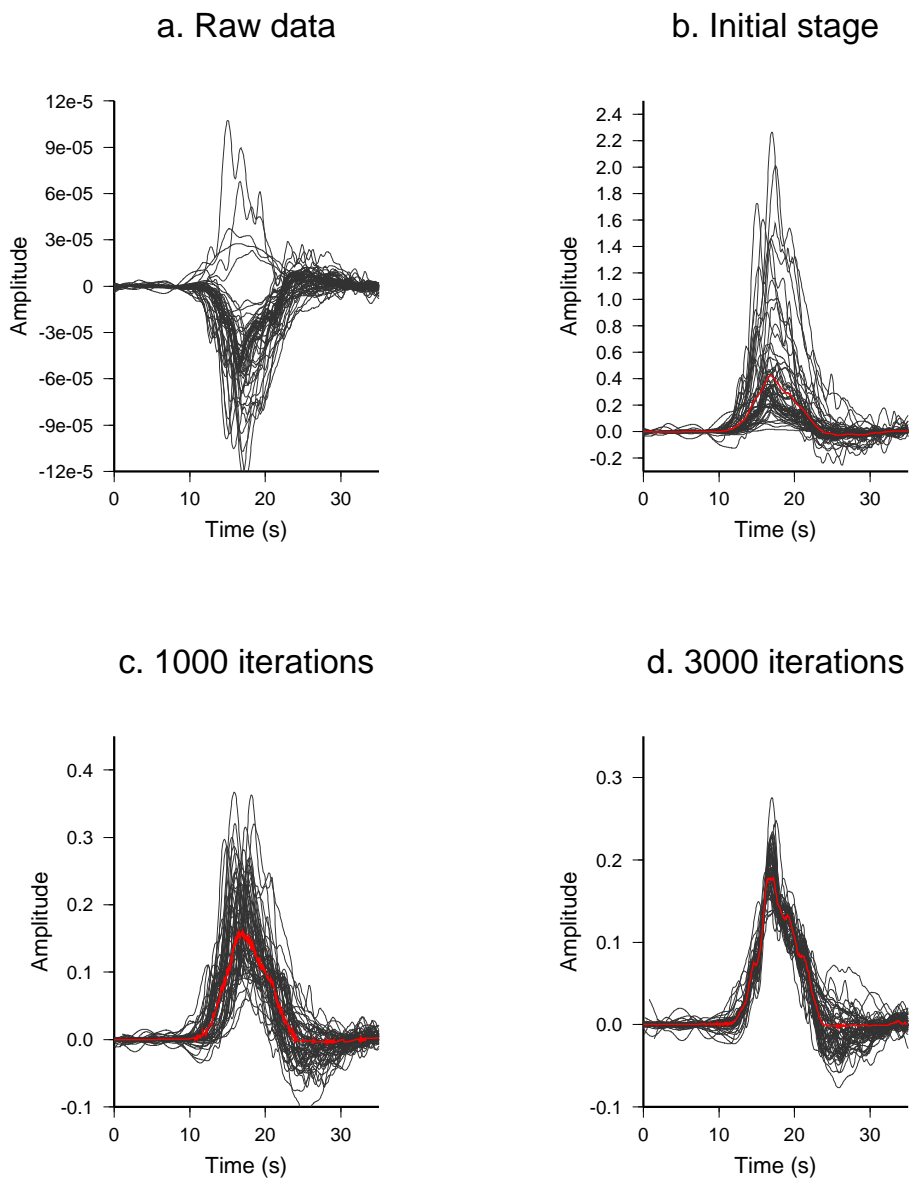 a. Raw data
12e-5
9e-05
6e-05
3e-05
0
-3e-05
-6e-05
-9e-05
-12e-5
Amplitude
0 10 20 30
Time (s)
b. Initial stage
2.4
2.2
2.0
1.8
1.6
1.4
1.2
1.0
0.8
0.6
0.4
0.2
0.0
-0.2
Amplitude
0 10 20 30
Time (s)
c. 1000 iterations
0.4
0.3
0.2
0.1
0.0
-0.1
Amplitude
0 10 20 30
Time (s)
d. 3000 iterations
0.3
0.2
0.1
0.0
-0.1
Amplitude
0 10 20 30
Time (s)